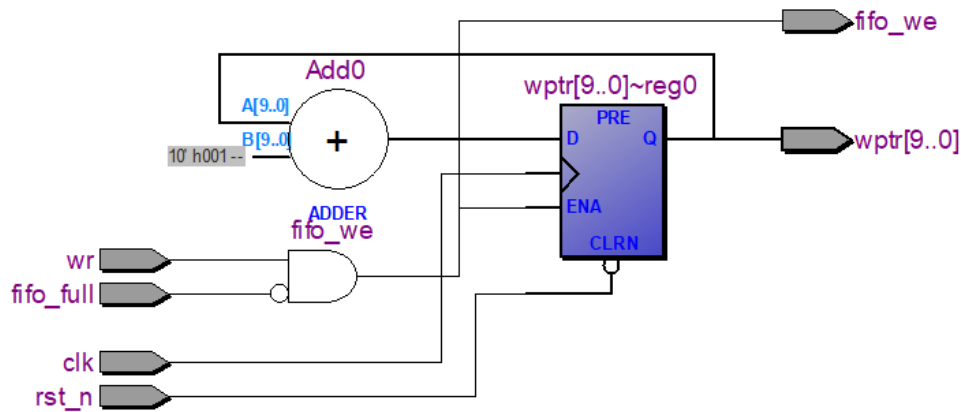 fifo_we
Add0
wptr[9..0]~reg0
A[9..0]
PRE
B[9..0]
D
Q
wptr[9..0]
+
10' h001 --
ENA
ADDER
fifo_we
CLRN
wr
fifo_full
clk
rst_n